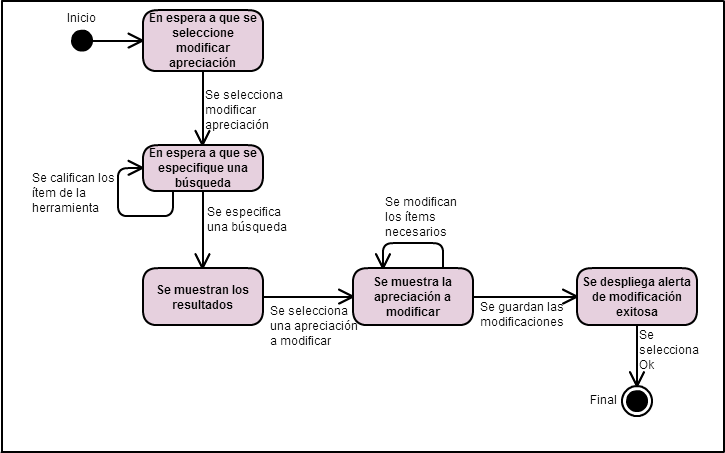 Inicio
En espera a que se
seleccione
modificar
apreciación
Se selecciona
modificar
apreciación
En espera a que se
especifique una
búsqueda
Se califican los
ítem de la
herramienta
Se especifica
una búsqueda
Se modifican
los ítems
necesarios
Se muestran los
resultados
Se selecciona
una apreciación
a modificar
Se muestra la
apreciación a
modificar
Se guardan las
modificaciones
Se despliega alerta
de modificación
exitosa
Se
selecciona
Ok
Final